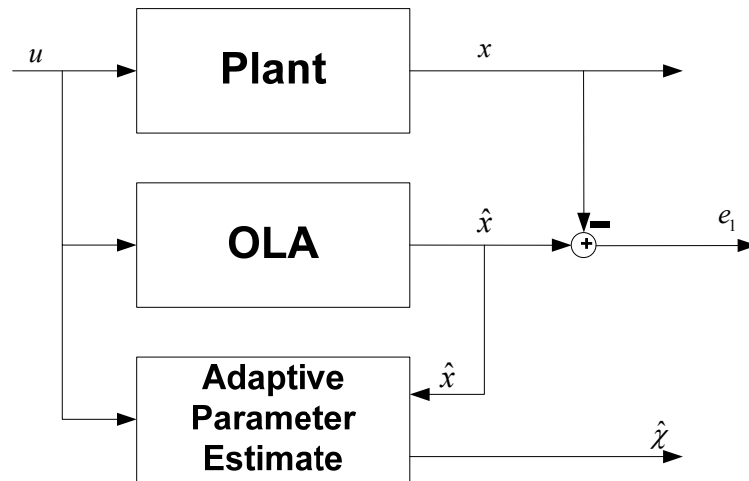 u
Plant
x
OLA
x̂
−
+
e₁
Adaptive
Parameter
Estimate
x̂
χ̂